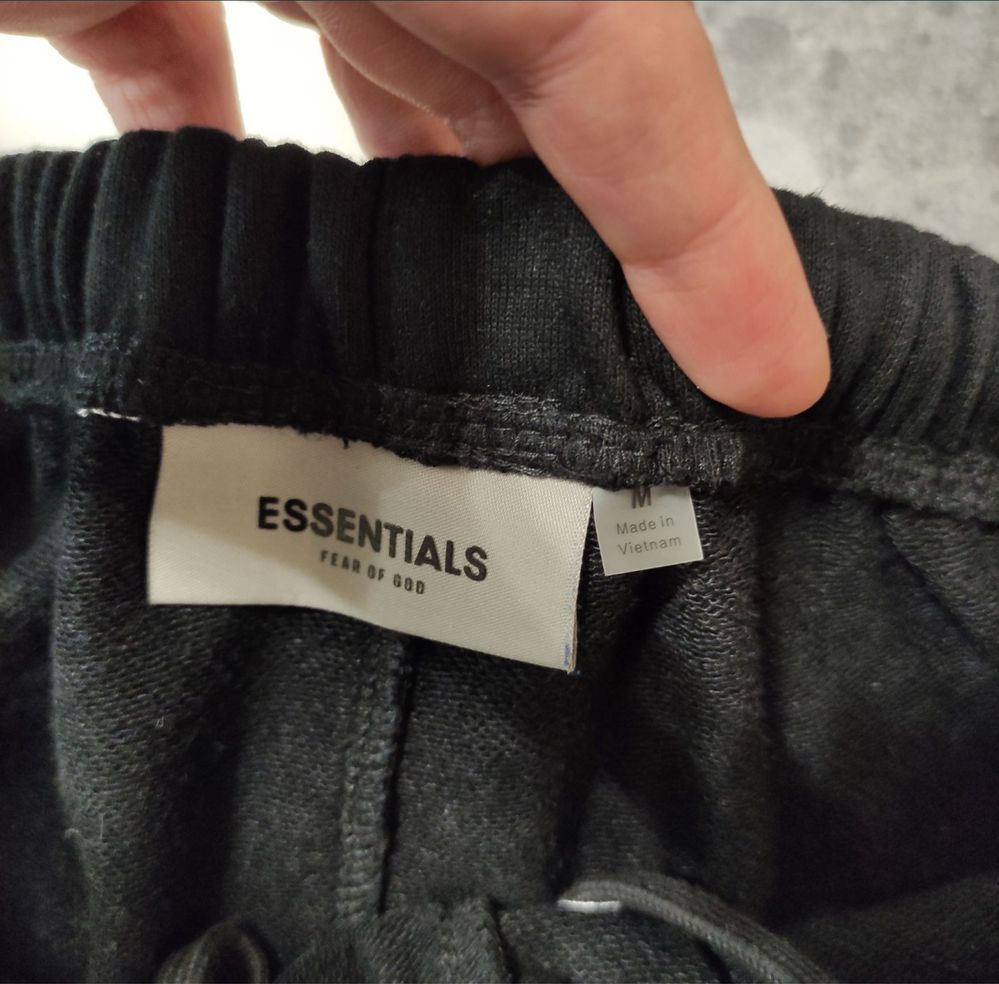 ESSENTIALS
FEAR OF GOD
M
Made in
Vietnam